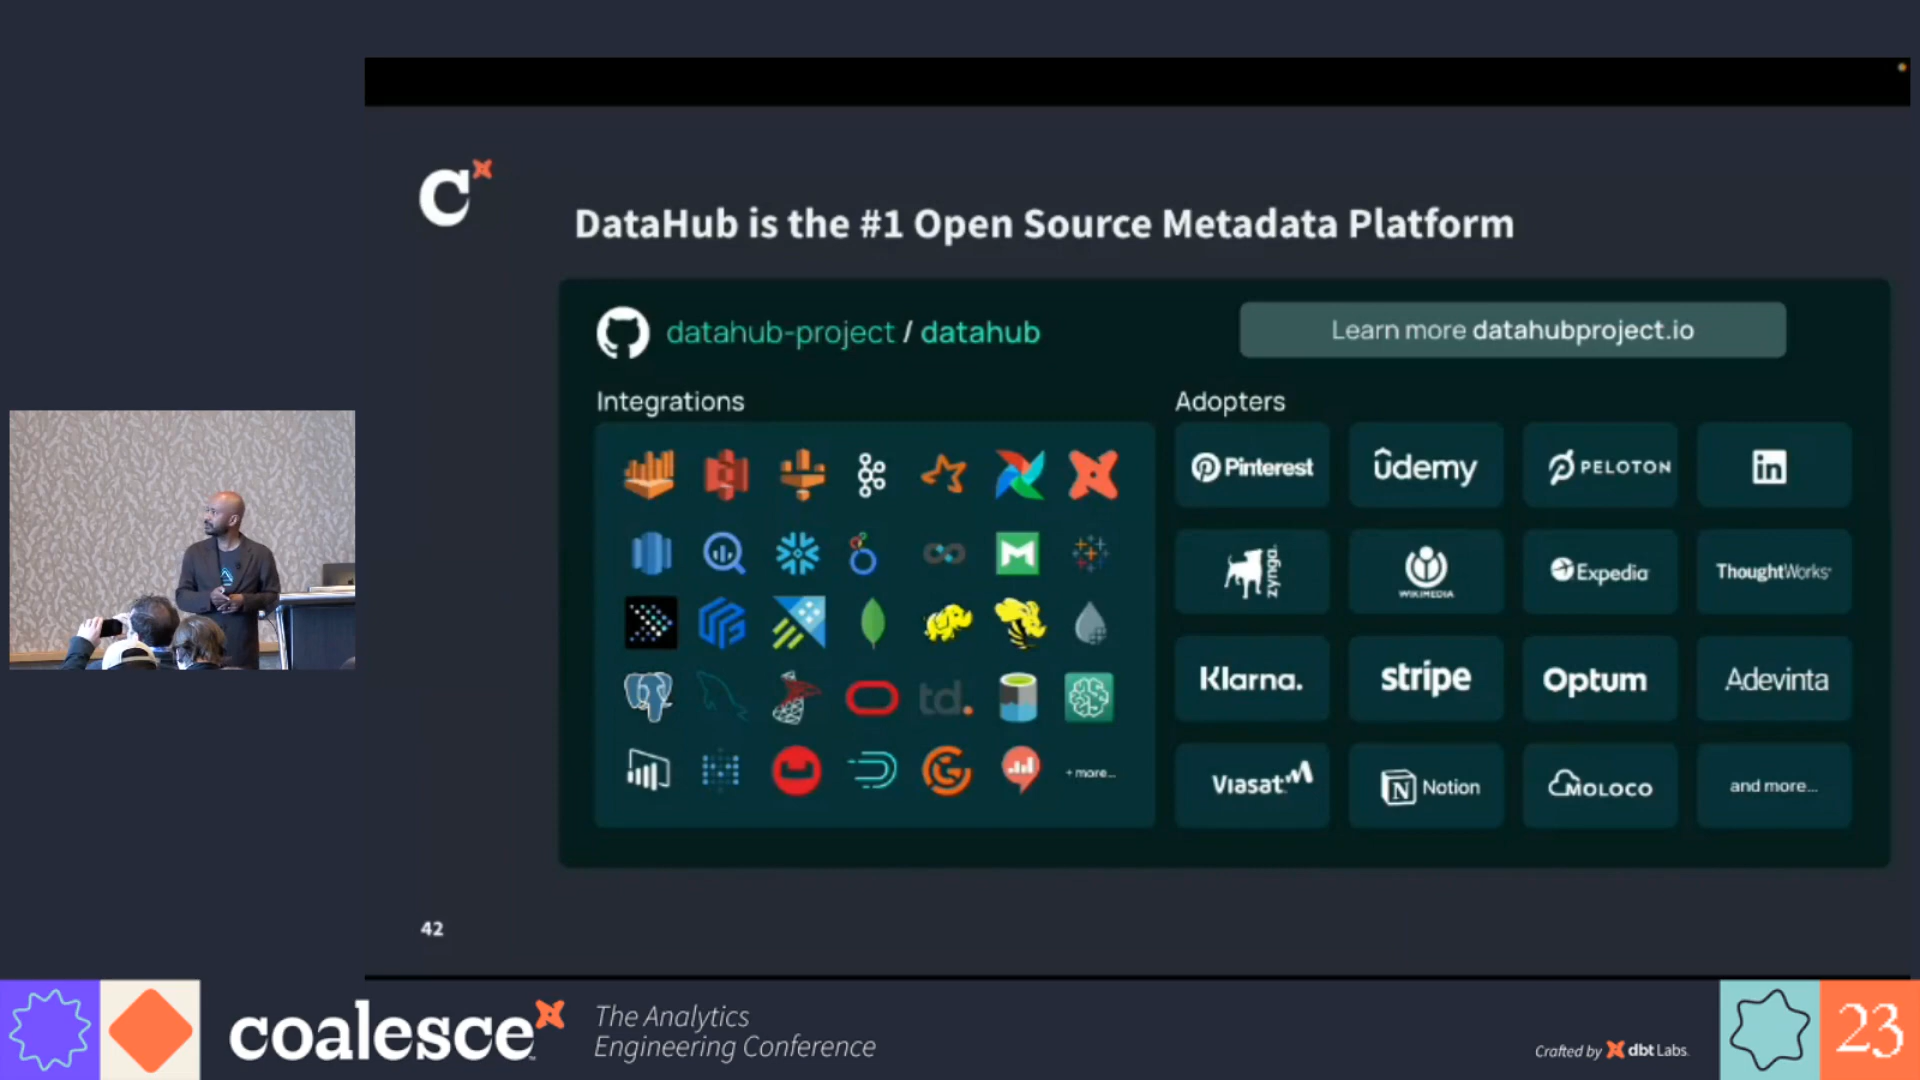 C
DataHub is the #1 Open Source Metadata Platform
datahub-project / datahub
Learn more datahubproject.io
Integrations
Adopters
Pinterest
ûdemy
PELOTON
in
zynga
WIKIMEDIA
Expedia
ThoughtWorks
Klarna.
stripe
Optum
Adevinta
td.
Viasat
Notion
MOLOCO
+ more...
and more...
42
coalesce
The Analytics
Engineering Conference
Crafted by dbt Labs.
23